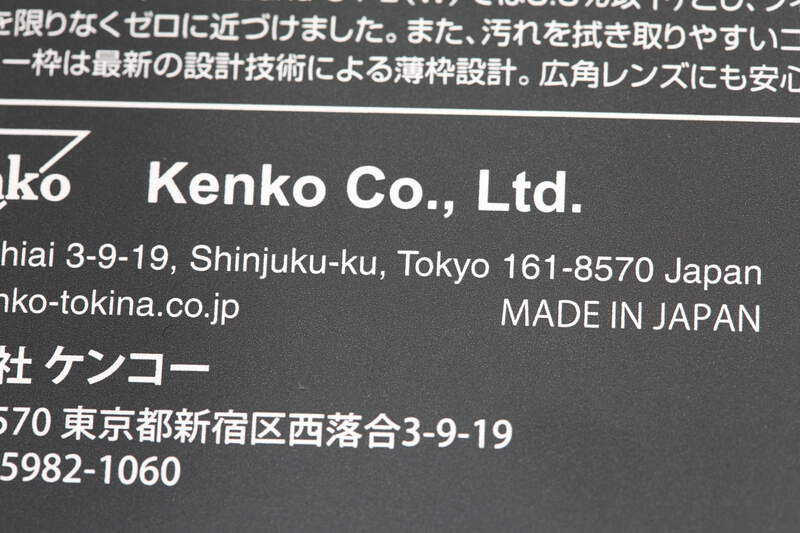 を限りなくゼロに近づけました。また、汚れを拭き取りやすいコ
ー枠は最新の設計技術による薄枠設計。広角レンズにも安心
nko
Kenko Co., Ltd.
hiai 3-9-19, Shinjuku-ku, Tokyo 161-8570 Japan
nko-tokina.co.jp
MADE IN JAPAN
社 ケンコー
570 東京都新宿区西落合3-9-19
5982-1060